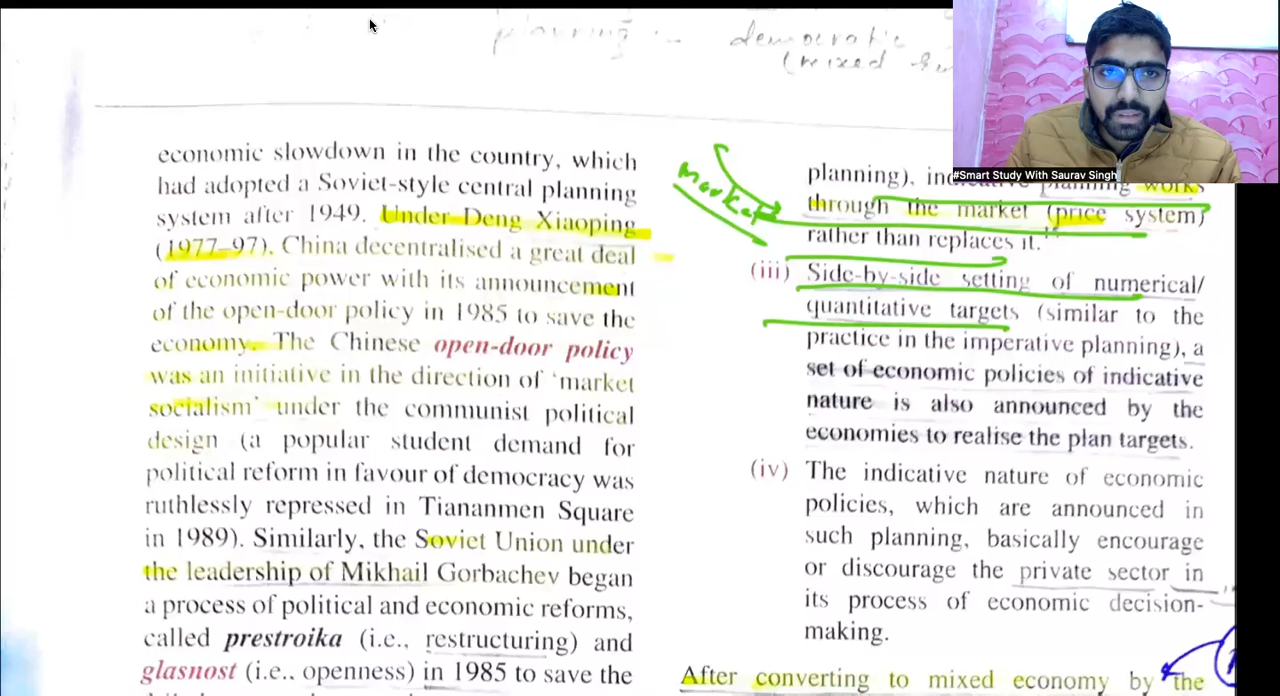 planning :- democratic
(mixed
#Smart Study With Saurav Singh
economic slowdown in the country, which
had adopted a Soviet-style central planning
system after 1949. Under Deng Xiaoping
(1977–97), China decentralised a great deal
of economic power with its announcement
of the open-door policy in 1985 to save the
economy. The Chinese open-door policy
was an initiative in the direction of 'market
socialism' under the communist political
design (a popular student demand for
political reform in favour of democracy was
ruthlessly repressed in Tiananmen Square
in 1989). Similarly, the Soviet Union under
the leadership of Mikhail Gorbachev began
a process of political and economic reforms,
called prestroika (i.e., restructuring) and
glasnost (i.e., openness) in 1985 to save the
market
planning), indicative planning works
through the market (price system)
rather than replaces it.
(iii) Side-by-side setting of numerical/
quantitative targets (similar to the
practice in the imperative planning), a
set of economic policies of indicative
nature is also announced by the
economies to realise the plan targets.
(iv) The indicative nature of economic
policies, which are announced in
such planning, basically encourage
or discourage the private sector in
its process of economic decision-
making.
After converting to mixed economy by the